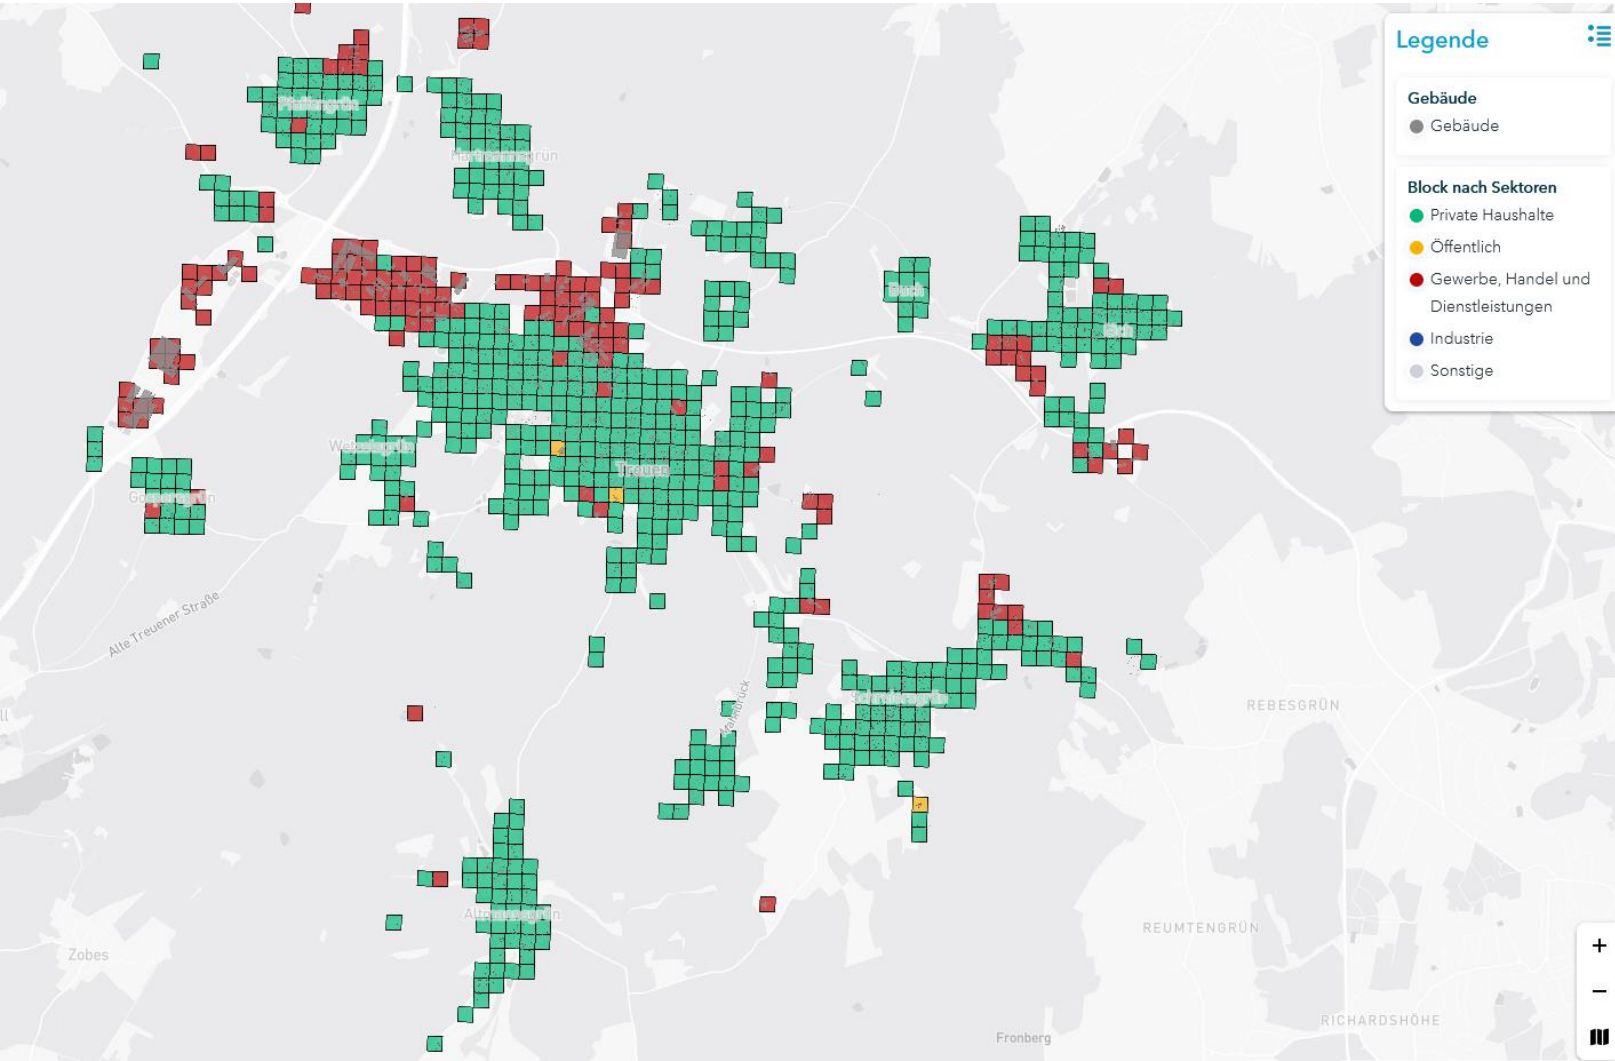 Legende
Gebäude
Gebäude
Block nach Sektoren
Private Haushalte
Öffentlich
Gewerbe, Handel und
Dienstleistungen
Industrie
Sonstige
Buch
Eich
Treuen
Alte Treuener Straße
REBESGRÜN
REUMTENGRÜN
Zobes
RICHARDSHÖHE
Fronberg
+
−